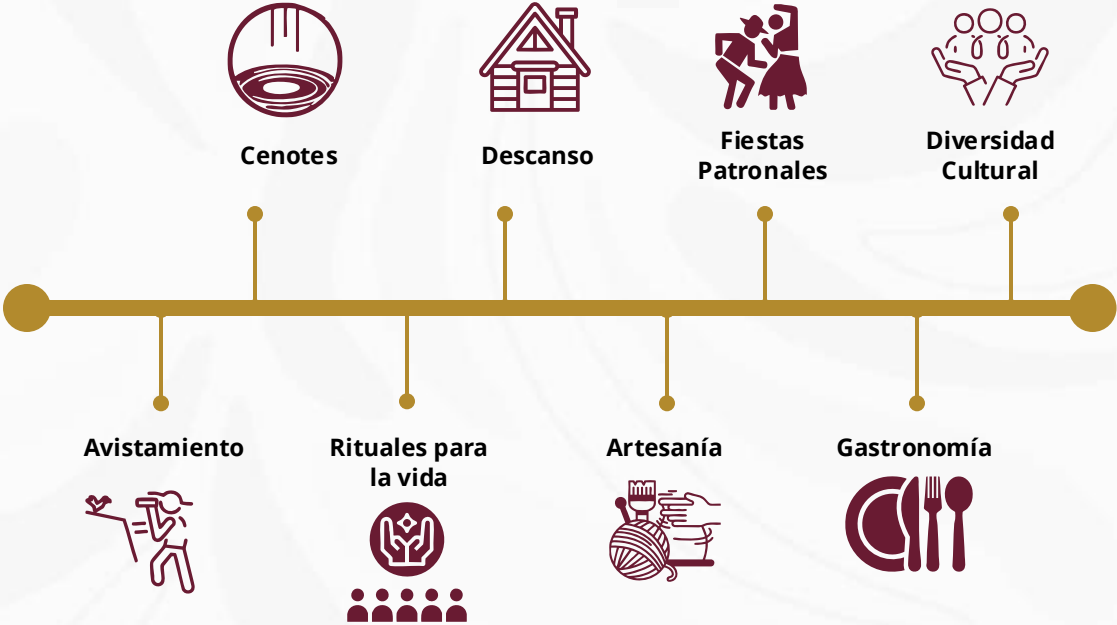 Cenotes
Descanso
Fiestas
Patronales
Diversidad
Cultural
Avistamiento
Rituales para
la vida
Artesanía
Gastronomía